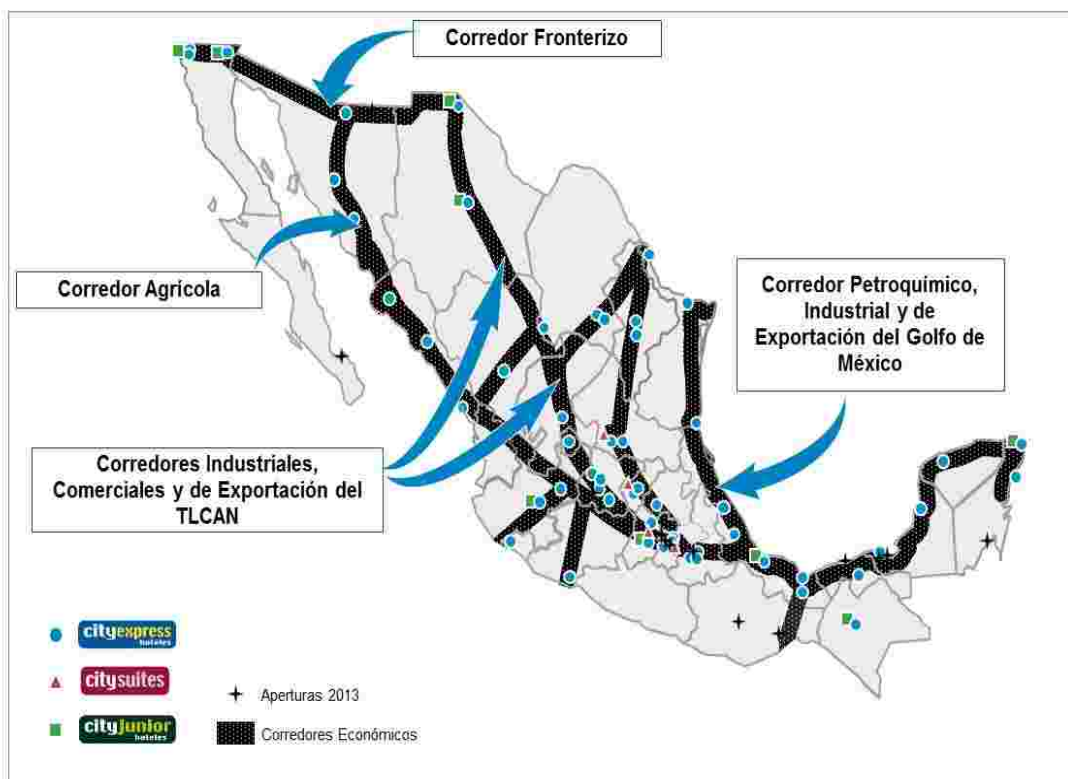 Corredor Fronterizo
Corredor Agrícola
Corredor Petroquímico,
Industrial y de
Exportación del Golfo de
México
Corredores Industriales,
Comerciales y de Exportación del
TLCAN
cityexpress
hoteles
citysuites
cityjunior
hoteles
Aperturas 2013
Corredores Económicos